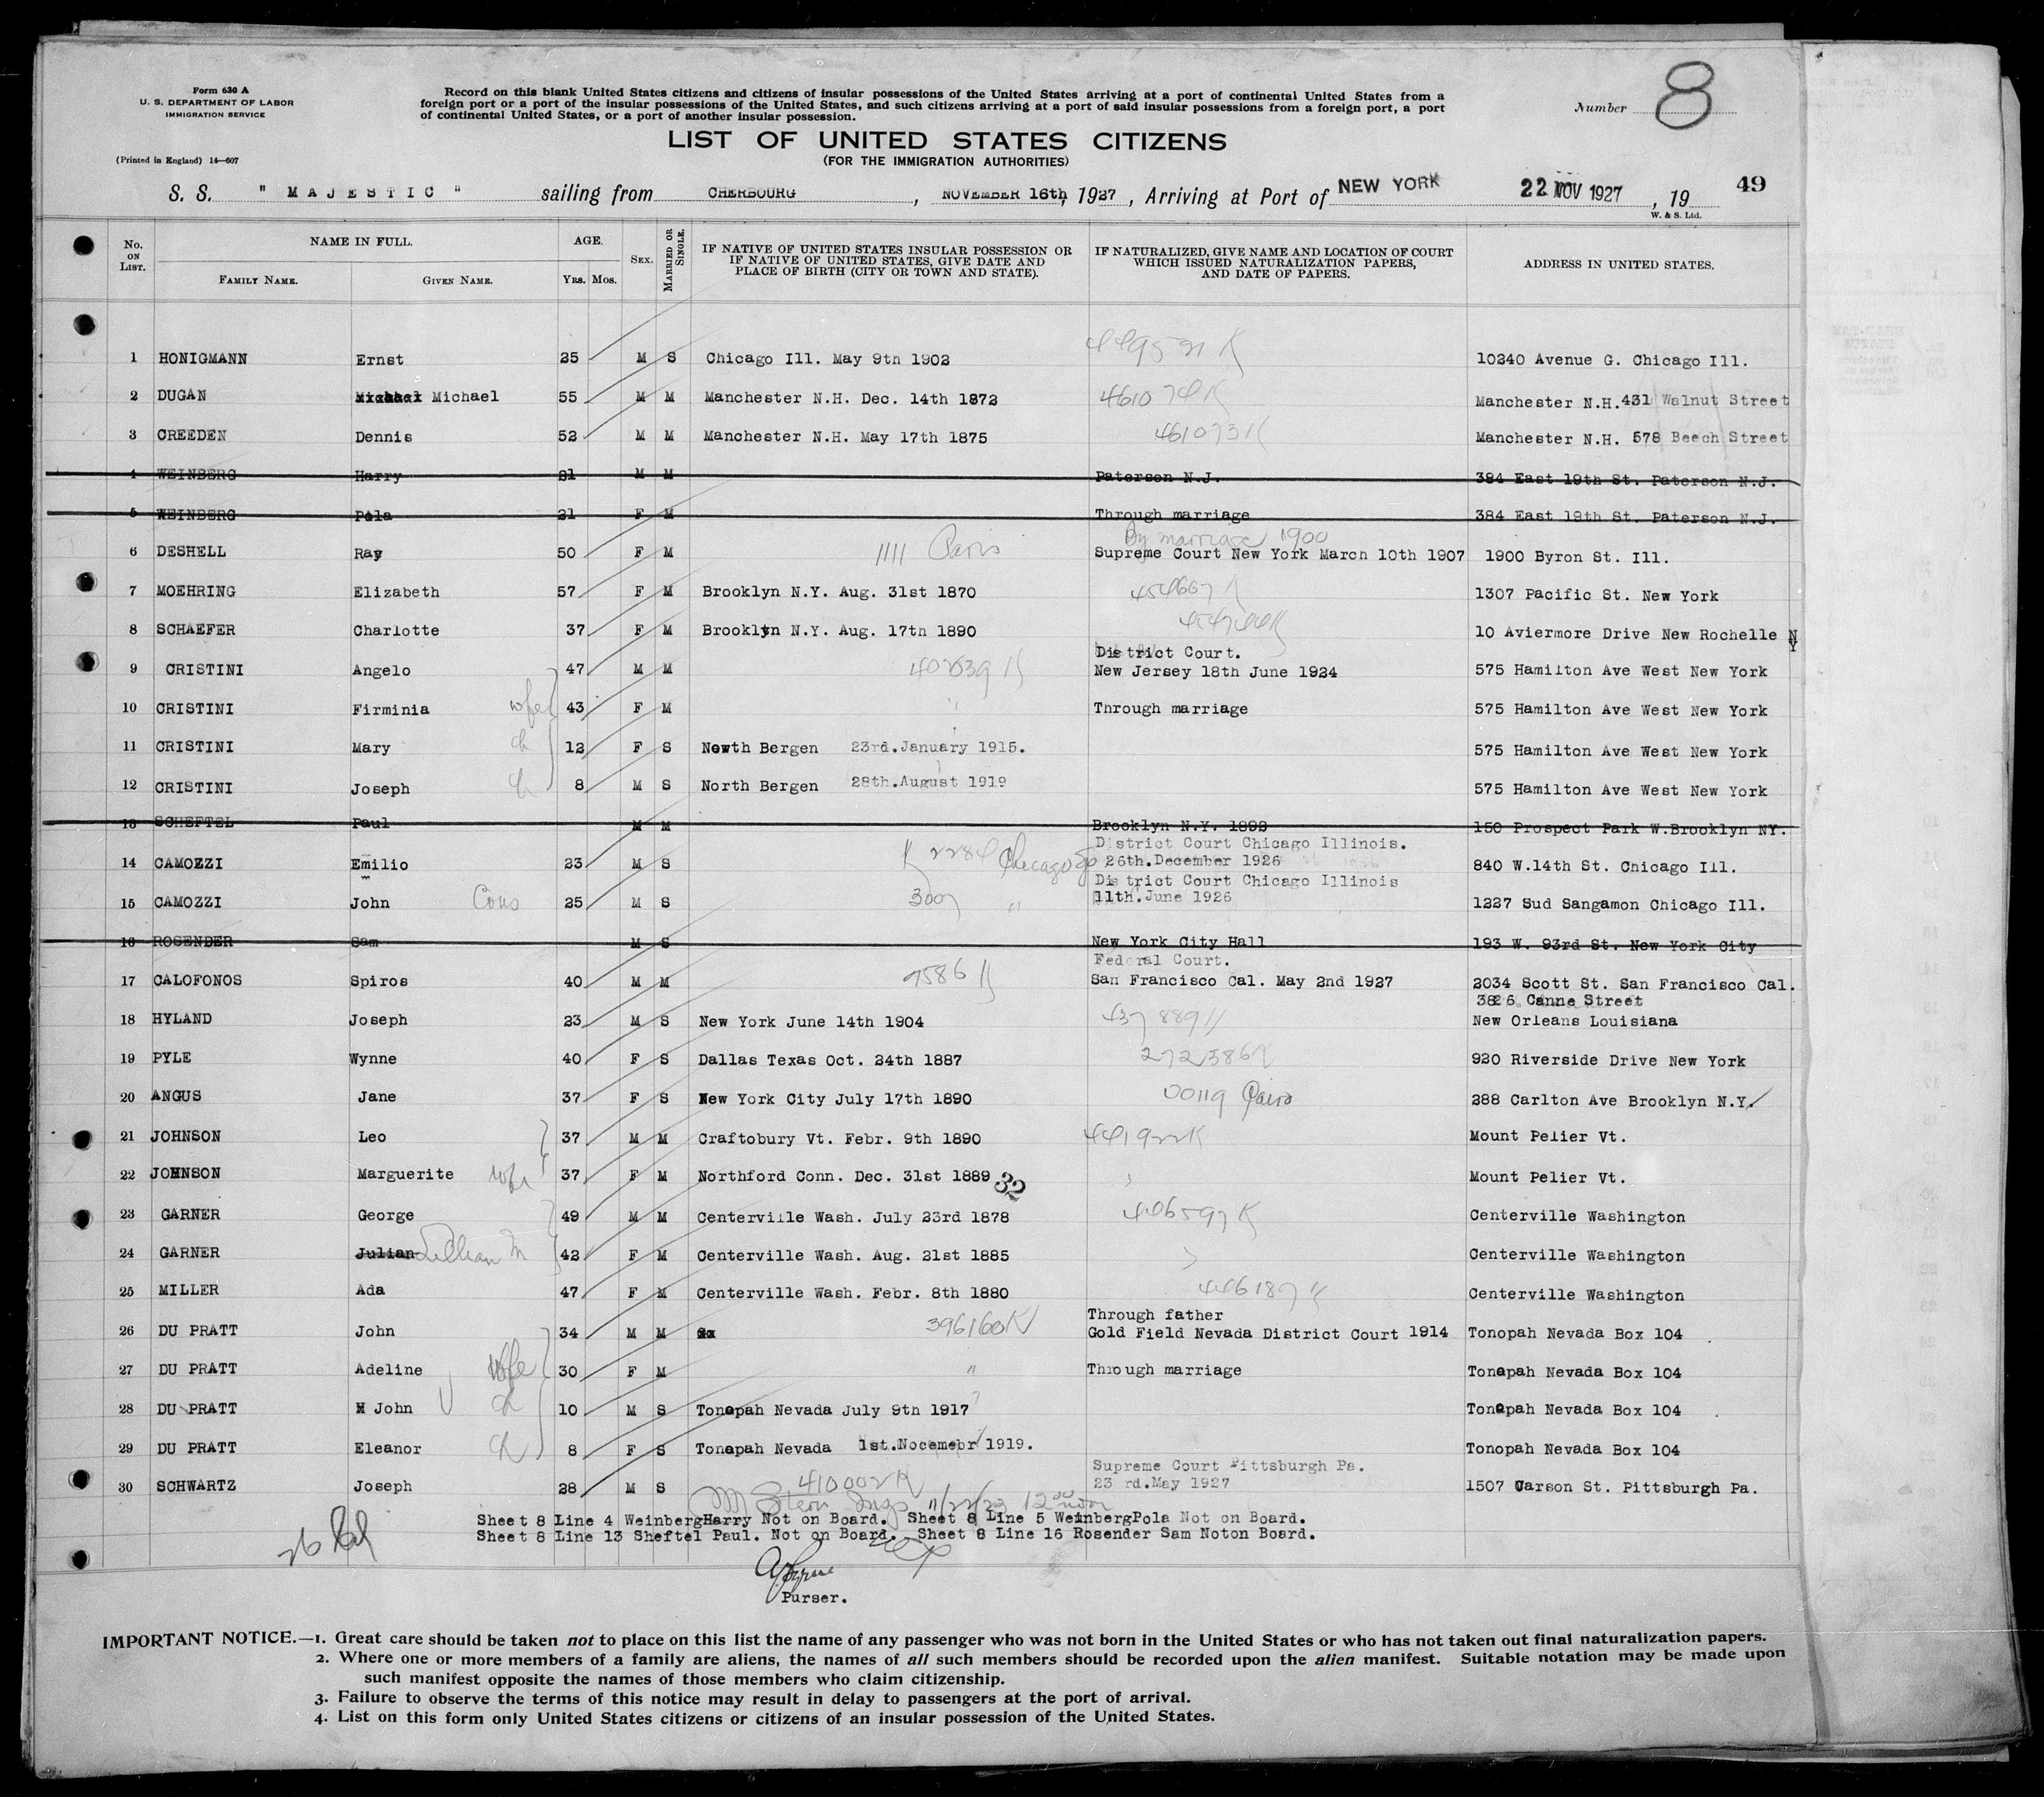 Form 630 A
U. S. DEPARTMENT OF LABOR
IMMIGRATION SERVICE
(Printed in England) 14—607
Record on this blank United States citizens and citizens of insular possessions of the United States arriving at a port of continental United States from a
foreign port or a port of the insular possessions of the United States, and such citizens arriving at a port of said insular possessions from a foreign port, a port
of continental United States, or a port of another insular possession.
Number 8
LIST OF UNITED STATES CITIZENS
(FOR THE IMMIGRATION AUTHORITIES)
S. S. " MAJESTIC " sailing from CHERBOURG, NOVEMBER 16th, 1927, Arriving at Port of NEW YORK 22 NOV 1927, 19 49
W. & S. Ltd.
No. ON LIST. NAME IN FULL. FAMILY NAME. GIVEN NAME. AGE. YRS. MOS. SEX. MARRIED OR SINGLE. IF NATIVE OF UNITED STATES INSULAR POSSESSION OR IF NATIVE OF UNITED STATES, GIVE DATE AND PLACE OF BIRTH (CITY OR TOWN AND STATE). IF NATURALIZED, GIVE NAME AND LOCATION OF COURT WHICH ISSUED NATURALIZATION PAPERS, AND DATE OF PAPERS. ADDRESS IN UNITED STATES.
1 HONIGMANN Ernst 25 M S Chicago Ill. May 9th 1902 10240 Avenue G. Chicago Ill.
2 DUGAN Michael 55 M M Manchester N.H. Dec. 14th 1872 461074K Manchester N.H. 431 Walnut Street
3 CREEDEN Dennis 52 M M Manchester N.H. May 17th 1875 461073K Manchester N.H. 578 Beech Street
4 WEINBERG Harry 21 M M Paterson N.J. 384 East 19th St. Paterson N.J.
5 WEINBERG Pola 21 F M Through marriage 384 East 19th St. Paterson N.J.
By marriage 1900
6 DESHELL Ray 50 F M 1111 Paris Supreme Court New York March 10th 1907 1900 Byron St. Ill.
7 MOEHRING Elizabeth 57 F M Brooklyn N.Y. Aug. 31st 1870 1307 Pacific St. New York
8 SCHAEFER Charlotte 37 F M Brooklyn N.Y. Aug. 17th 1890 10 Aviermore Drive New Rochelle N Y
District Court.
9 CRISTINI Angelo 47 M M New Jersey 18th June 1924 575 Hamilton Ave West New York
10 CRISTINI Firminia wife 43 F M Through marriage 575 Hamilton Ave West New York
11 CRISTINI Mary ch 12 F S North Bergen 23rd.January 1915. 575 Hamilton Ave West New York
12 CRISTINI Joseph ch 8 M S North Bergen 28th.August 1919 575 Hamilton Ave West New York
13 SCHEFTEL Paul M M Brooklyn N.Y. 1892 150 Prospect Park W.Brooklyn NY.
District Court Chicago Illinois.
14 CAMOZZI Emilio 23 M S K 2284 Chicago 26th.December 1926 840 W.14th St. Chicago Ill.
District Court Chicago Illinois
15 CAMOZZI John Cous 25 M S 3007 " 11th.June 1926 1227 Sud Sangamon Chicago Ill.
16 ROSENDER Sam M S New York City Hall 193 W. 93rd St. New York City
Federal Court.
17 CALOFONOS Spiros 40 M M 7586 K San Francisco Cal. May 2nd 1927 2034 Scott St. San Francisco Cal.
3826 Canne Street
18 HYLAND Joseph 23 M S New York June 14th 1904 New Orleans Louisiana
19 PYLE Wynne 40 F S Dallas Texas Oct. 24th 1887 272386K 920 Riverside Drive New York
20 ANGUS Jane 37 F S New York City July 17th 1890 00119 Paris 288 Carlton Ave Brooklyn N.Y.
21 JOHNSON Leo 37 M M Craftobury Vt. Febr. 9th 1890 441922K Mount Pelier Vt.
22 JOHNSON Marguerite wife 37 F M Northford Conn. Dec. 31st 1889 32 Mount Pelier Vt.
23 GARNER George 49 M M Centerville Wash. July 23rd 1878 446597K Centerville Washington
24 GARNER Julian Lillian M 42 F M Centerville Wash. Aug. 21st 1885 Centerville Washington
25 MILLER Ada 47 F M Centerville Wash. Febr. 8th 1880 446187K Centerville Washington
Through father
26 DU PRATT John 34 M M 396160K Gold Field Nevada District Court 1914 Tonopah Nevada Box 104
27 DU PRATT Adeline Wife 30 F M " Through marriage Tonopah Nevada Box 104
28 DU PRATT John ch 10 M S Tonopah Nevada July 9th 1917 Tonopah Nevada Box 104
29 DU PRATT Eleanor ch 8 F S Tonopah Nevada 1st.Nocemebr 1919. Tonopah Nevada Box 104
Supreme Court Pittsburgh Pa.
30 SCHWARTZ Joseph 28 M S 410002K 23 rd.May 1927 1507 Carson St. Pittsburgh Pa.
Sheet 8 Line 4 WeinbergHarry Not on Board. Sheet 8 Line 5 WeinbergPola Not on Board.
Sheet 8 Line 13 Sheftel Paul. Not on Board. Sheet 8 Line 16 Rosender Sam Noton Board.
Purser.
IMPORTANT NOTICE.—1. Great care should be taken not to place on this list the name of any passenger who was not born in the United States or who has not taken out final naturalization papers.
2. Where one or more members of a family are aliens, the names of all such members should be recorded upon the alien manifest. Suitable notation may be made upon
such manifest opposite the names of those members who claim citizenship.
3. Failure to observe the terms of this notice may result in delay to passengers at the port of arrival.
4. List on this form only United States citizens or citizens of an insular possession of the United States.